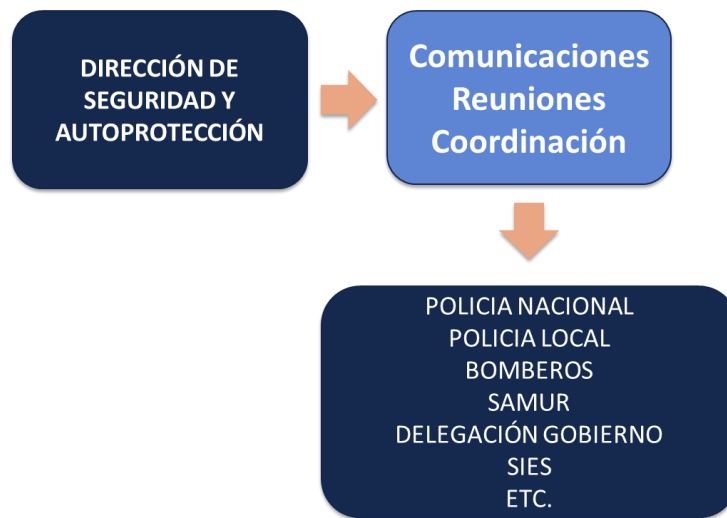 DIRECCIÓN DE
SEGURIDAD Y
AUTOPROTECCIÓN
Comunicaciones
Reuniones
Coordinación
POLICIA NACIONAL
POLICIA LOCAL
BOMBEROS
SAMUR
DELEGACIÓN GOBIERNO
SIES
ETC.